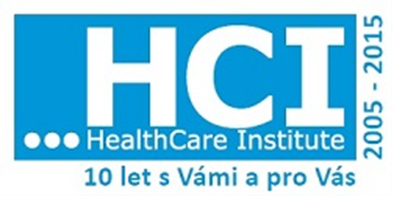 HCI
HealthCare Institute
2005 - 2015
10 let s Vámi a pro Vás